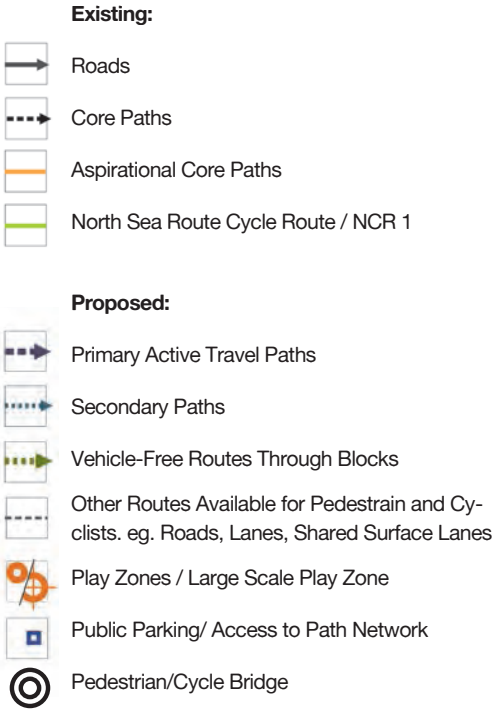 Existing:
Roads
Core Paths
Aspirational Core Paths
North Sea Route Cycle Route / NCR 1
Proposed:
Primary Active Travel Paths
Secondary Paths
Vehicle-Free Routes Through Blocks
Other Routes Available for Pedestrain and Cy-
clists. eg. Roads, Lanes, Shared Surface Lanes
Play Zones / Large Scale Play Zone
Public Parking/ Access to Path Network
Pedestrian/Cycle Bridge